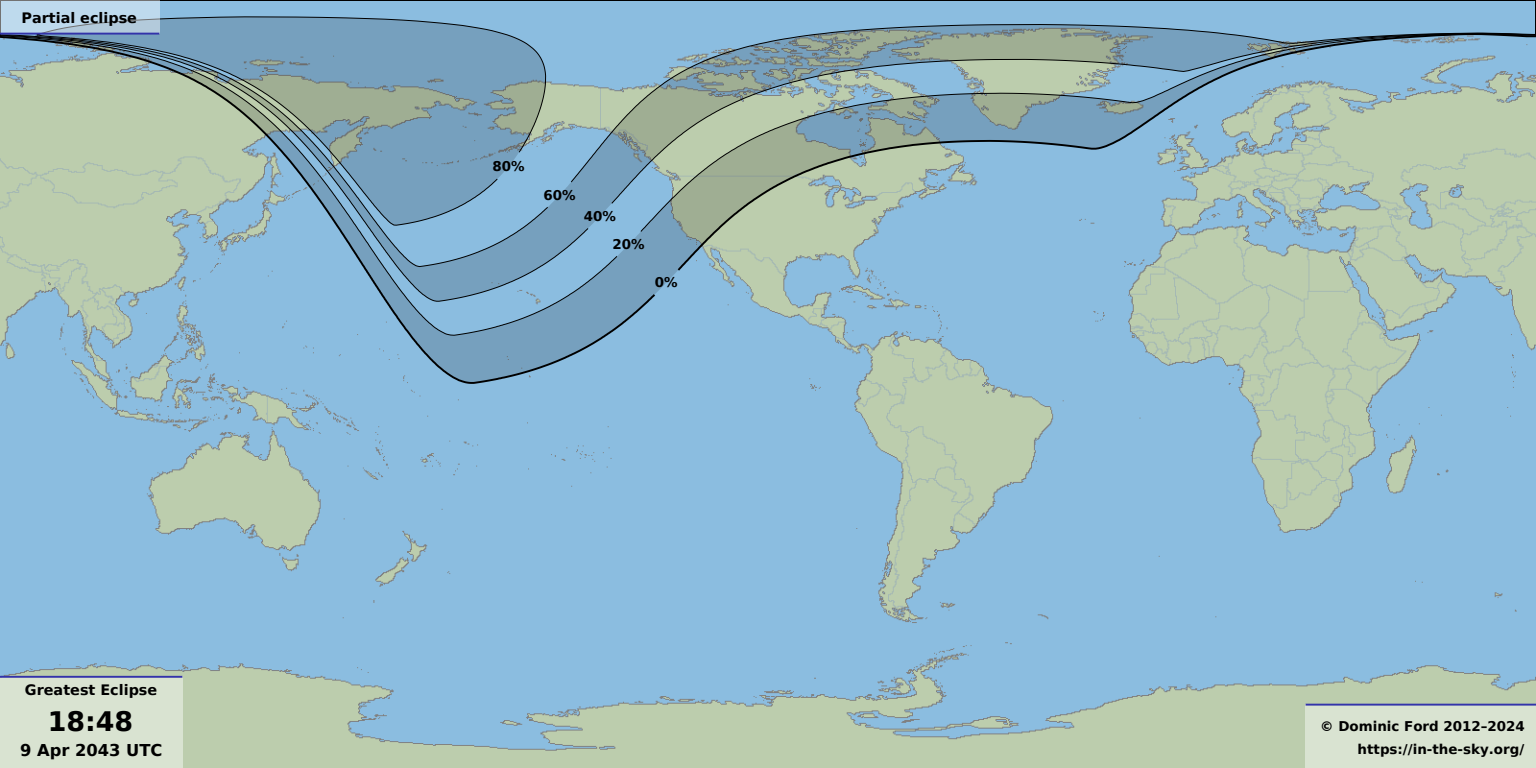 Partial eclipse
80%
60%
40%
20%
0%
Greatest Eclipse
18:48
9 Apr 2043 UTC
© Dominic Ford 2012–2024
https://in-the-sky.org/